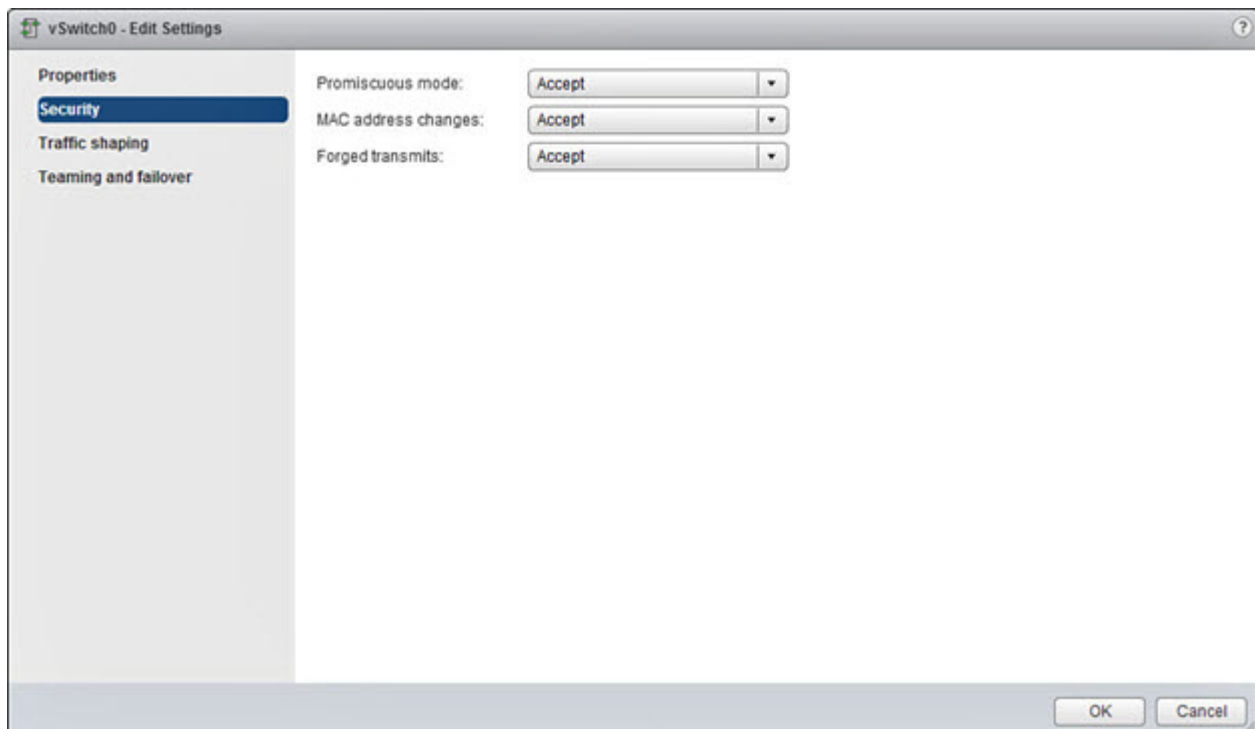 vSwitch0 - Edit Settings
?
Properties
Security
Traffic shaping
Teaming and failover
Promiscuous mode: Accept
MAC address changes: Accept
Forged transmits: Accept
OK Cancel